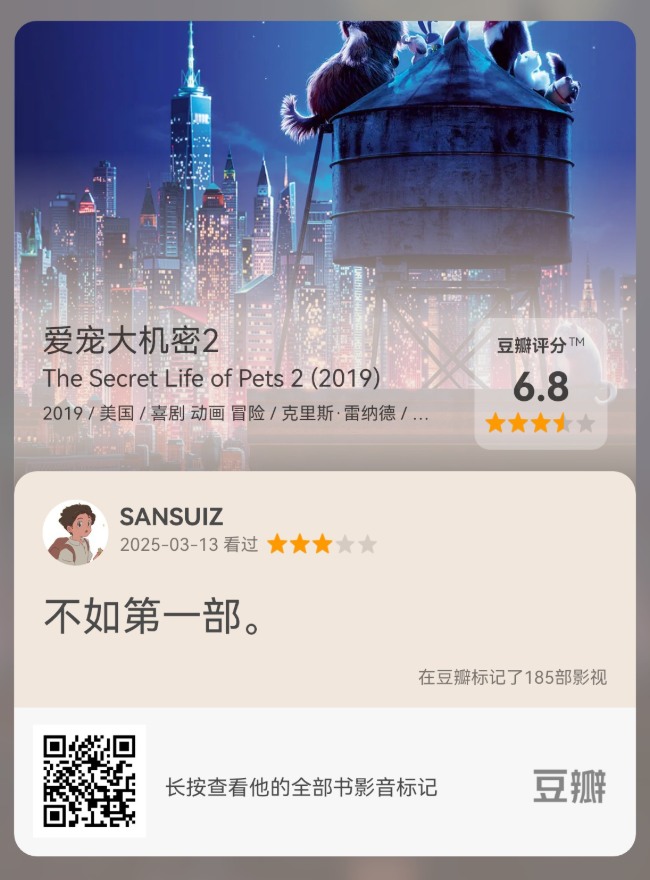 爱宠大机密2
The Secret Life of Pets 2 (2019)
2019 / 美国 / 喜剧 动画 冒险 / 克里斯·雷纳德 / ...
豆瓣评分™
6.8
SANSUIZ
2025-03-13 看过
不如第一部。
在豆瓣标记了185部影视
长按查看他的全部书影音标记
豆瓣